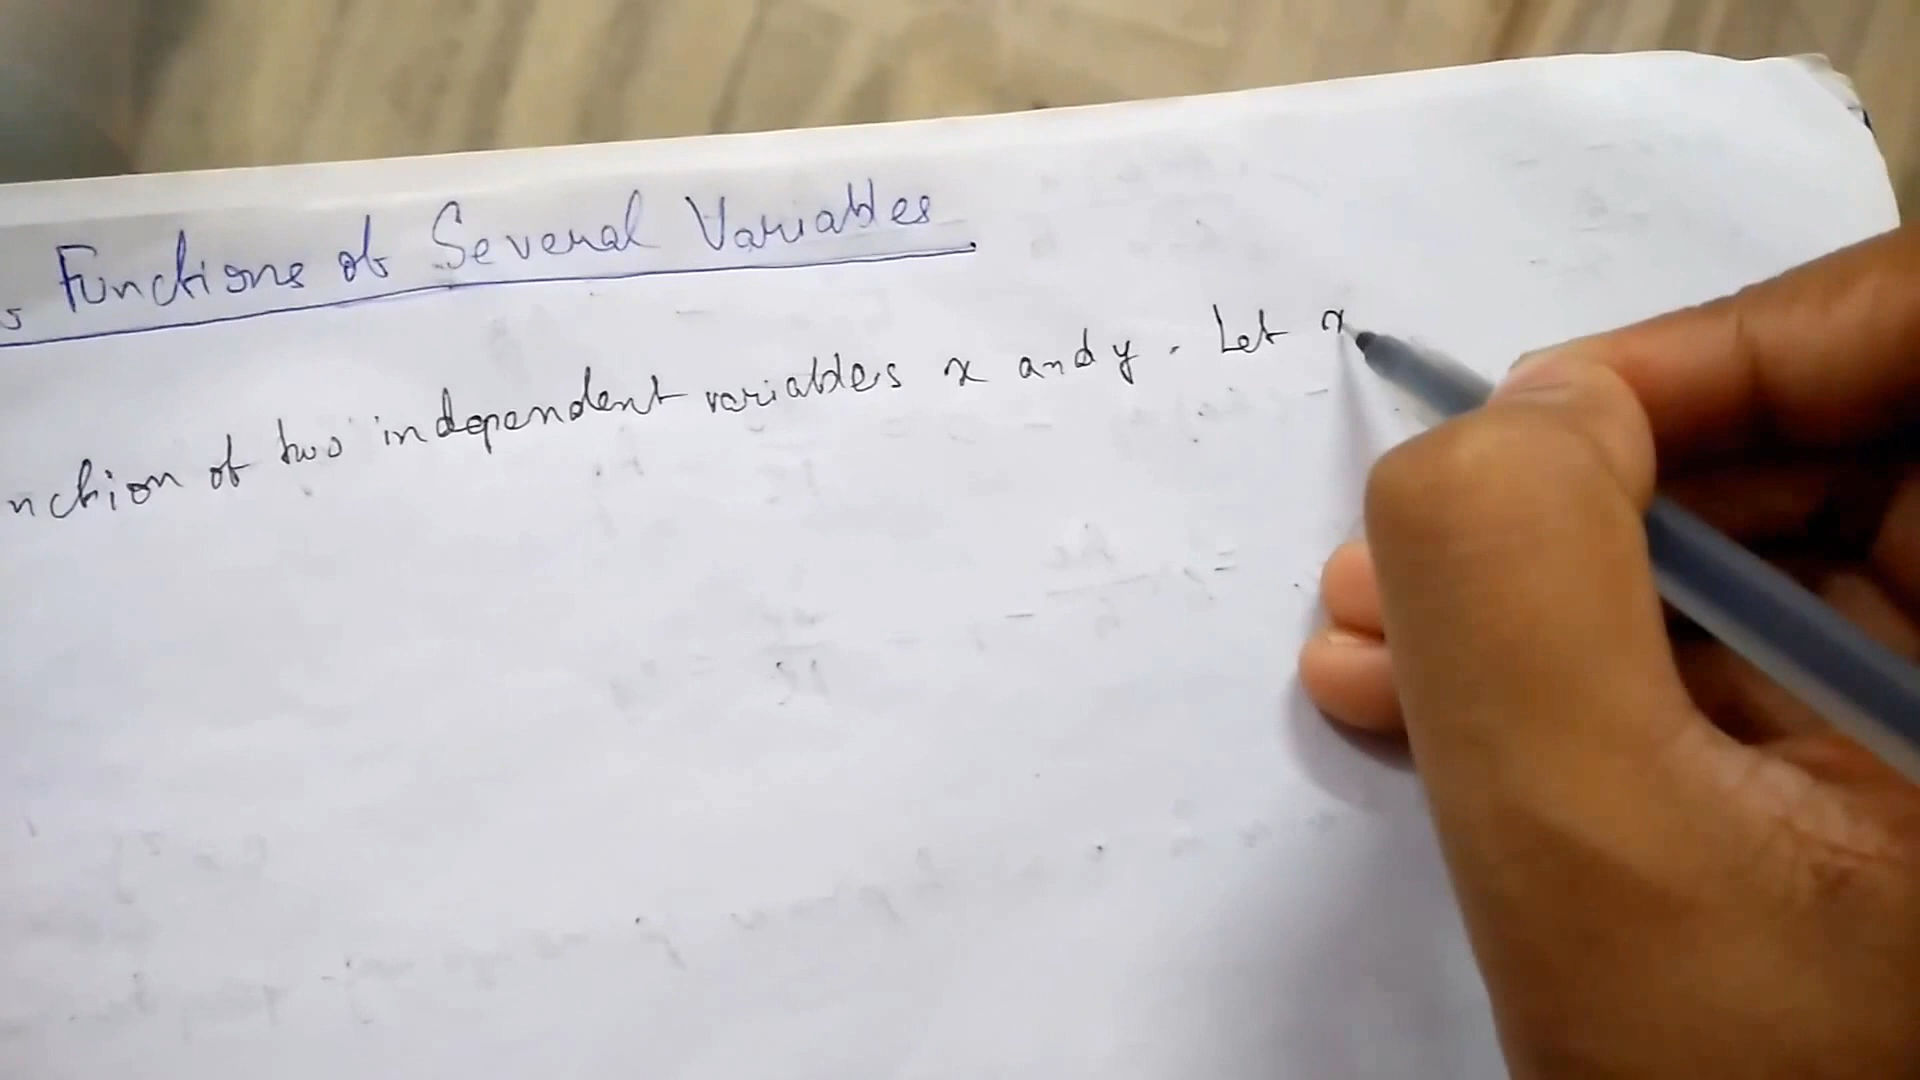 Functions of Several Variables
nction of two independent variables x and y. Let x